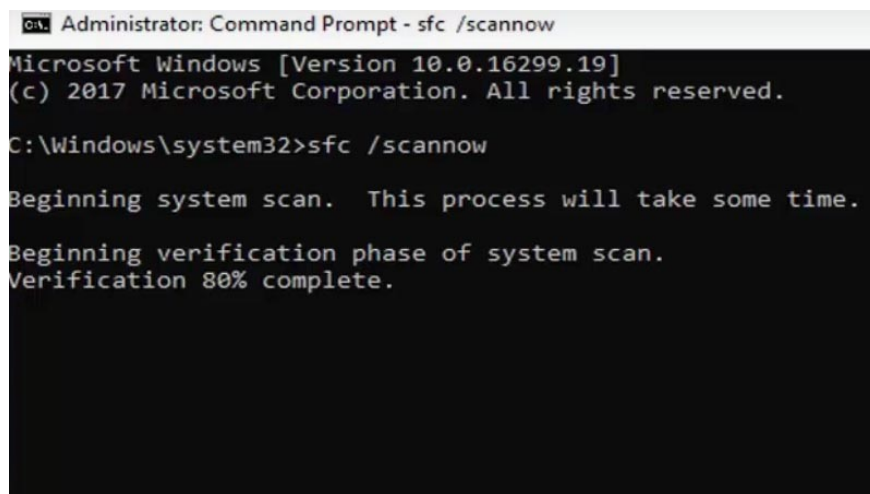 Administrator: Command Prompt - sfc /scannow
Microsoft Windows [Version 10.0.16299.19]
(c) 2017 Microsoft Corporation. All rights reserved.
C:\Windows\system32>sfc /scannow
Beginning system scan.  This process will take some time.
Beginning verification phase of system scan.
Verification 80% complete.